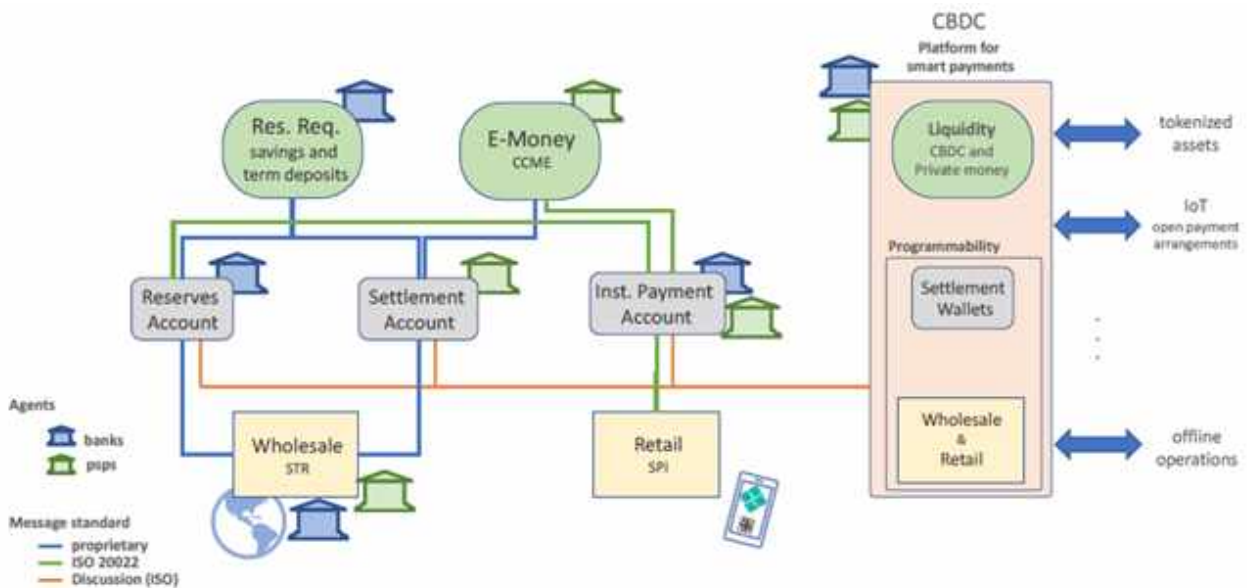 CBDC
Platform for
smart payments
Res. Req.
savings and
term deposits
E-Money
CCME
Liquidity
CBDC and
Private money
tokenized
assets
IoT
open payment
arrangements
Programmability
Reserves
Account
Settlement
Account
Inst. Payment
Account
Settlement
Wallets
Agents
banks
psps
Wholesale
STR
Retail
SPI
Wholesale
&
Retail
offline
operations
Message standard
proprietary
ISO 20022
Discussion (ISO)